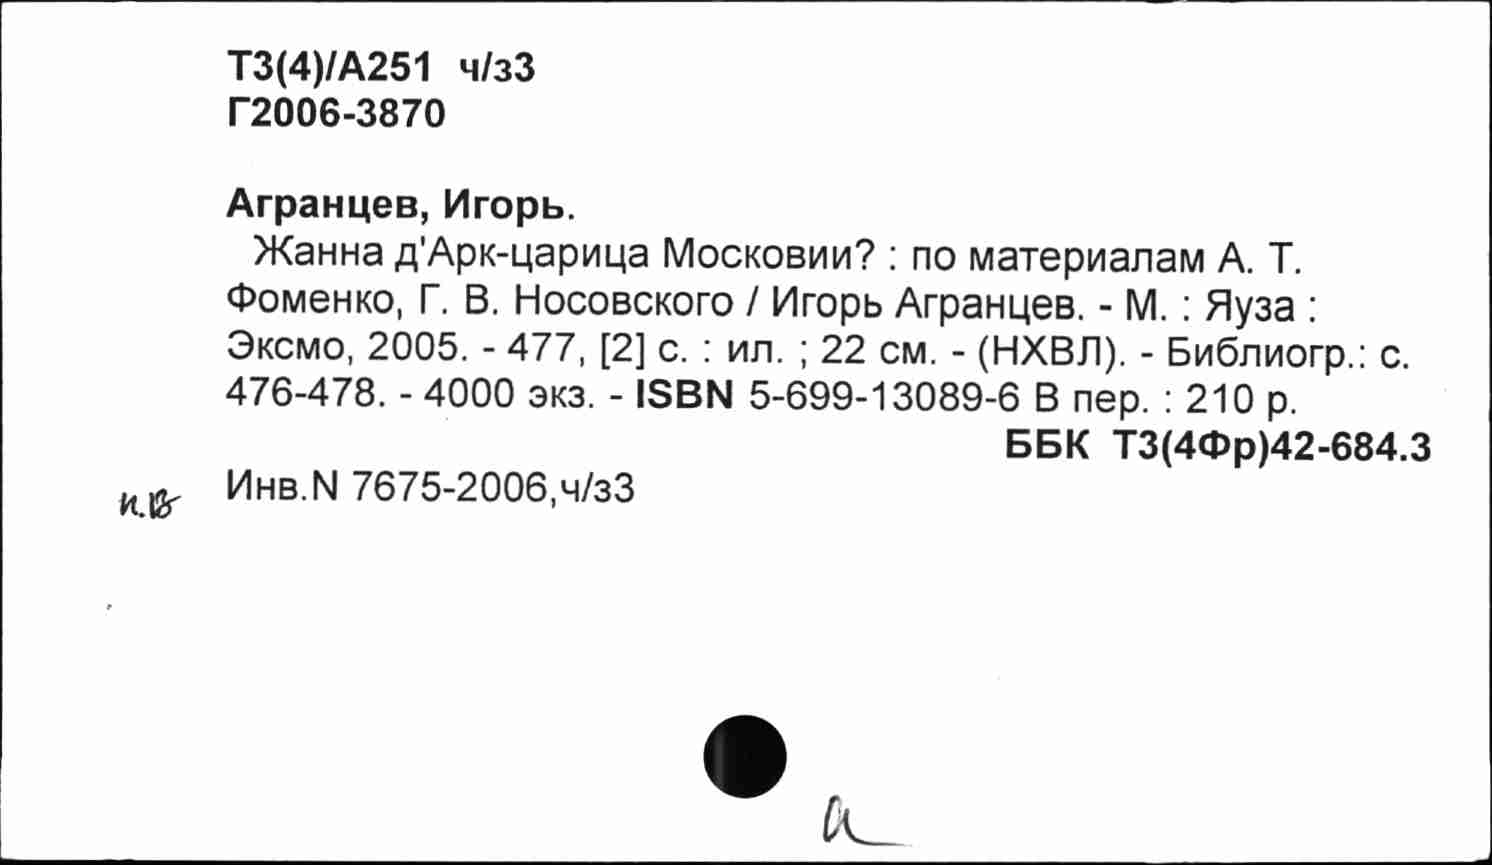 Т3(4)/А251 ч/з3
Г2006-3870
Агранцев, Игорь.
Жанна д'Арк-царица Московии? : по материалам А. Т.
Фоменко, Г. В. Носовского / Игорь Агранцев. - М. : Яуза :
Эксмо, 2005. - 477, [2] с. : ил. ; 22 см. - (НХВЛ). - Библиогр.: с.
476-478. - 4000 экз. - ISBN 5-699-13089-6 В пер. : 210 р.
ББК Т3(4Фр)42-684.3
Инв.N 7675-2006,ч/з3